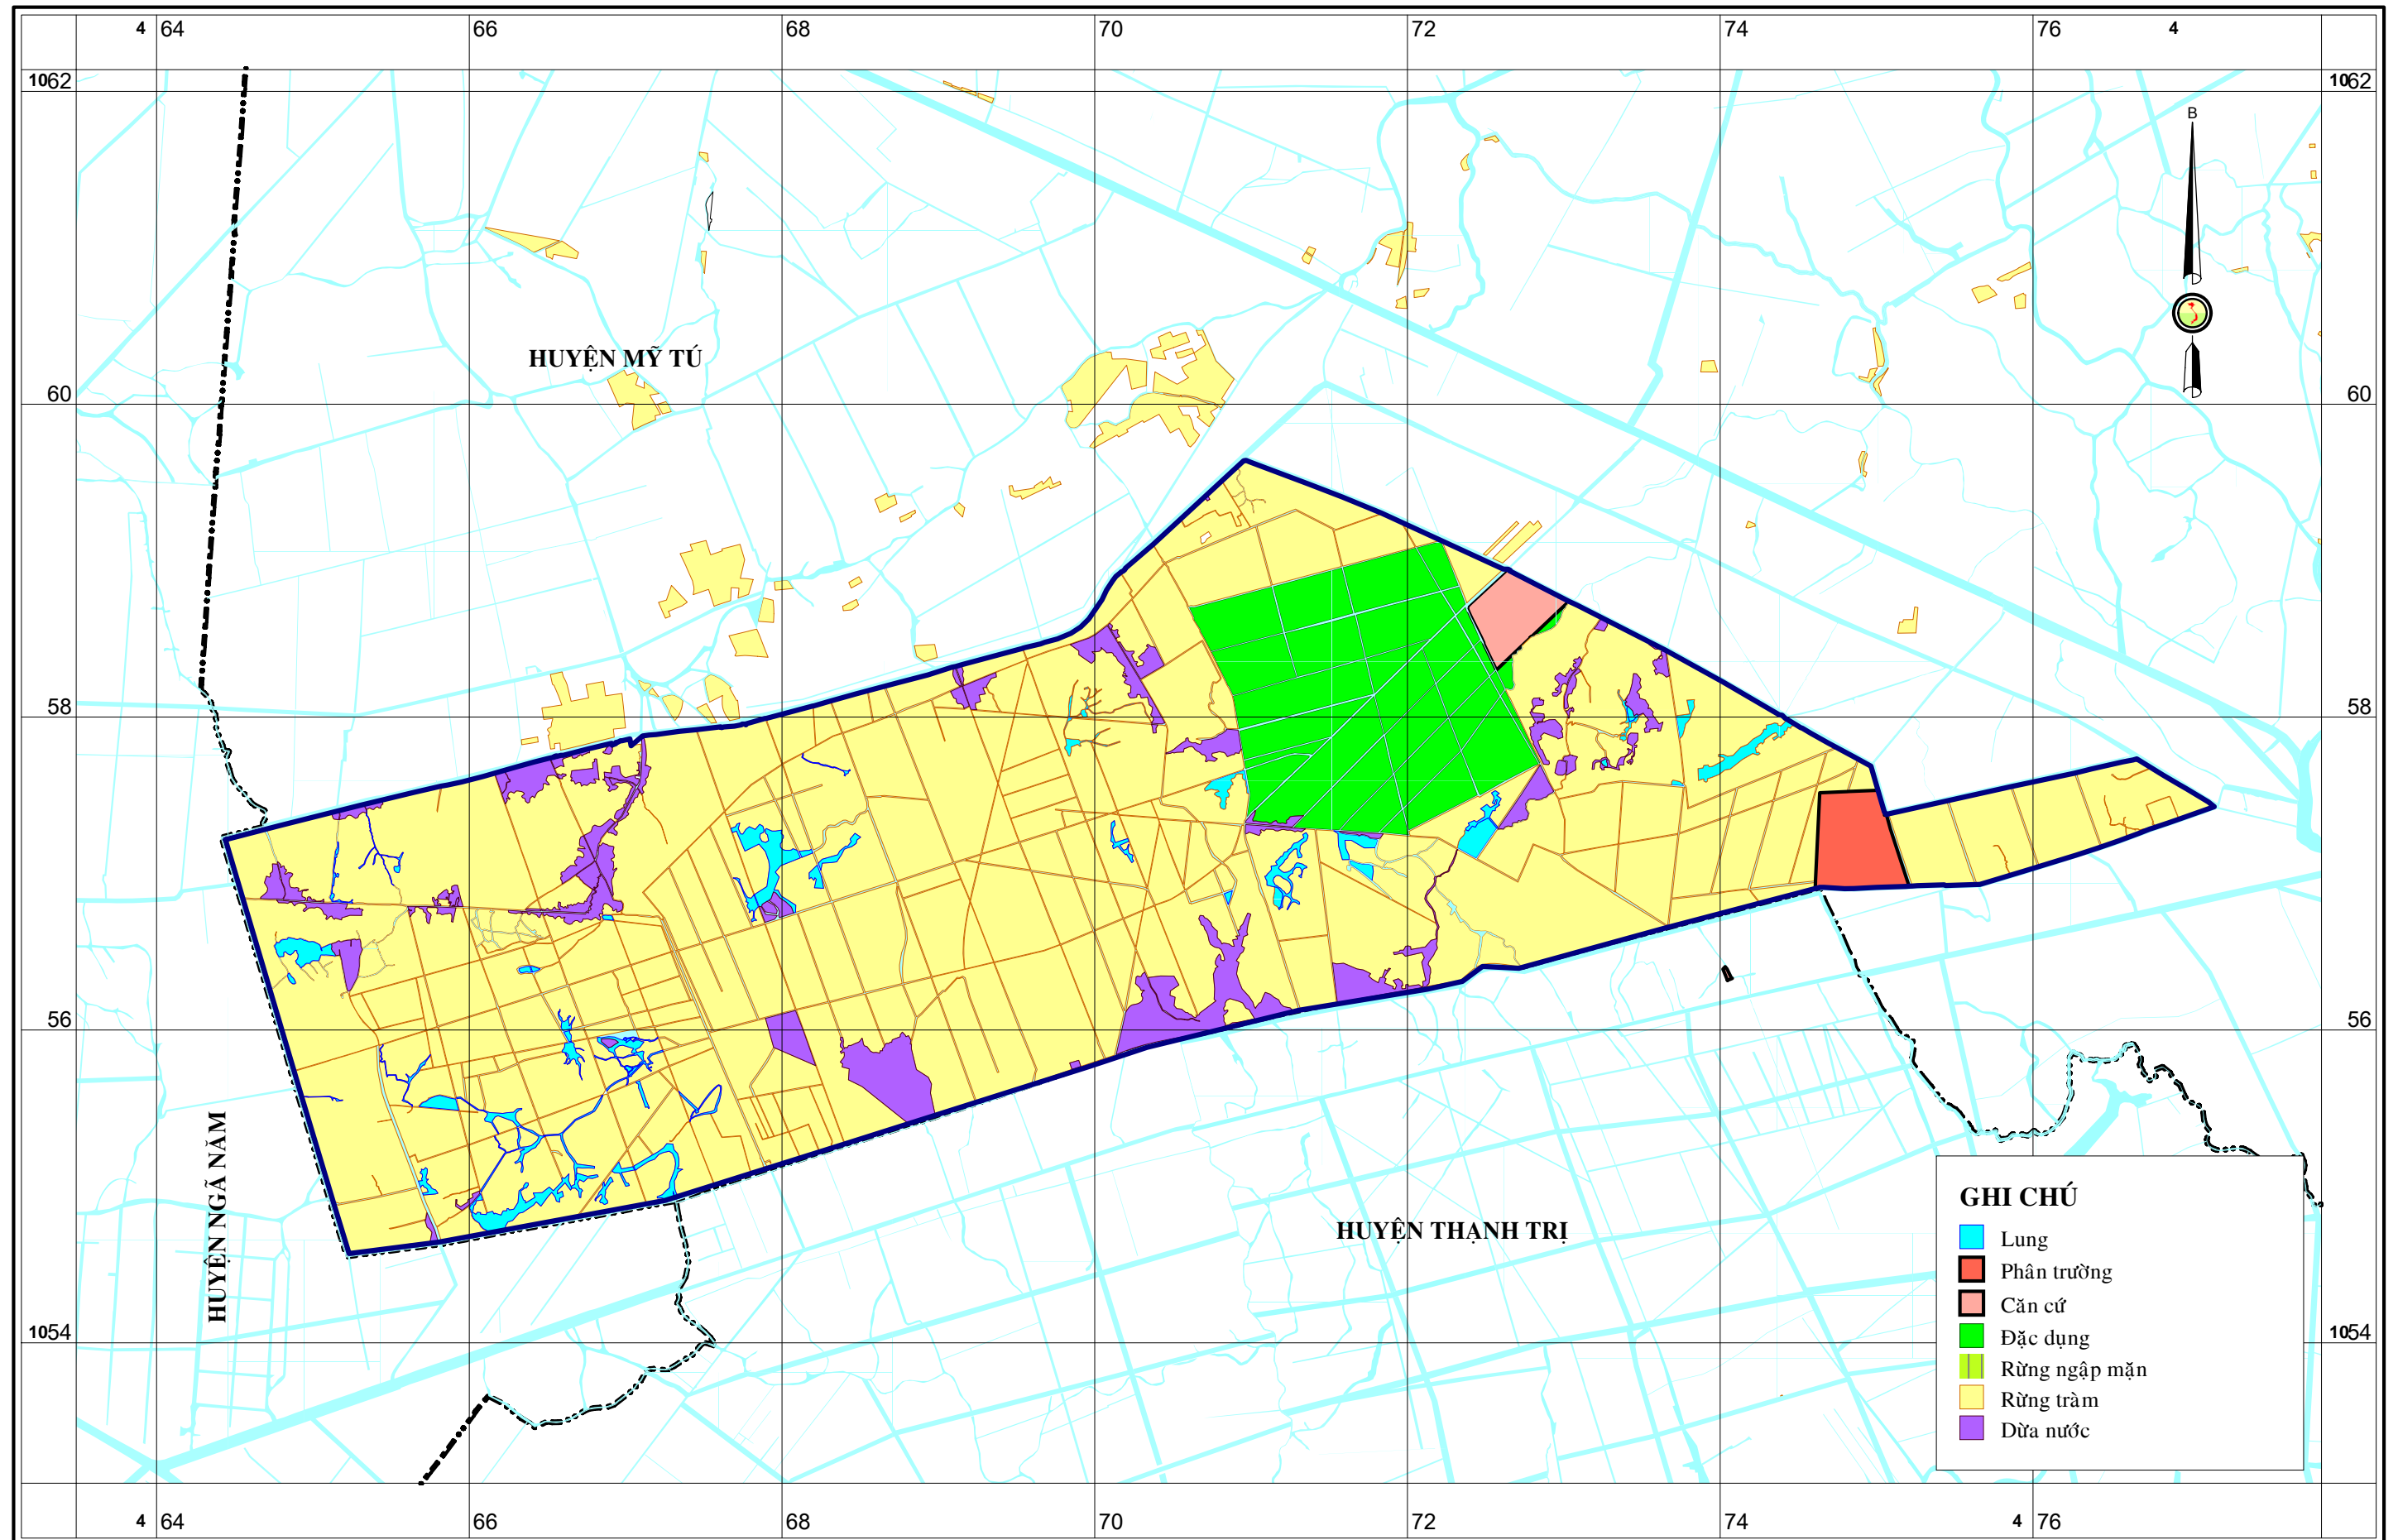 4 64 66 68 70 72 74 76 4
1062 1062
B
HUYỆN MỸ TÚ
60 60
58 58
56 56
HUYỆN NGÃ NĂM
HUYỆN THẠNH TRỊ
GHI CHÚ
Lung
Phân trường
Căn cứ
Đặc dụng
Rừng ngập mặn
Rừng tràm
Dừa nước
1054 1054
4 64 66 68 70 72 74 4 76